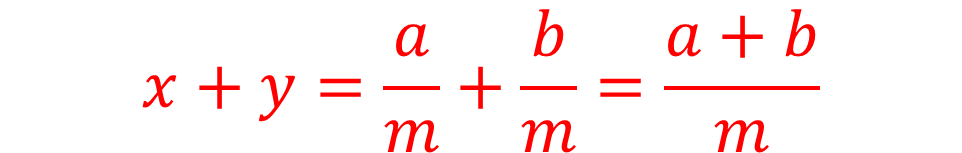 x + y = a/m + b/m = (a + b)/m